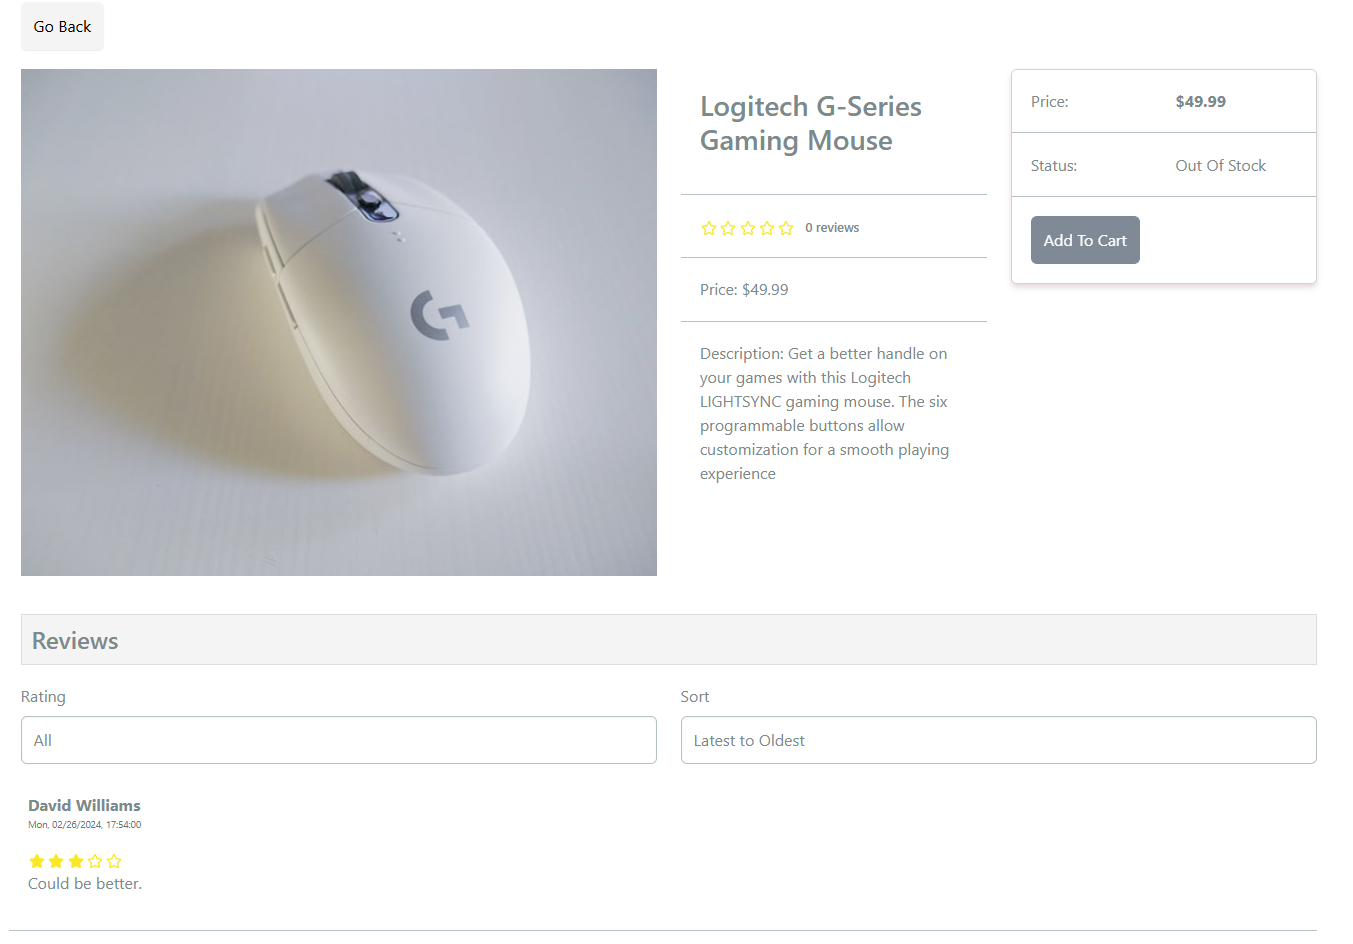 Go Back
Logitech G-Series
Gaming Mouse
0 reviews
Price: $49.99
Description: Get a better handle on
your games with this Logitech
LIGHTSYNC gaming mouse. The six
programmable buttons allow
customization for a smooth playing
experience
Price: $49.99
Status: Out Of Stock
Add To Cart
Reviews
Rating
All
Sort
Latest to Oldest
David Williams
Mon, 02/26/2024, 17:54:00
Could be better.